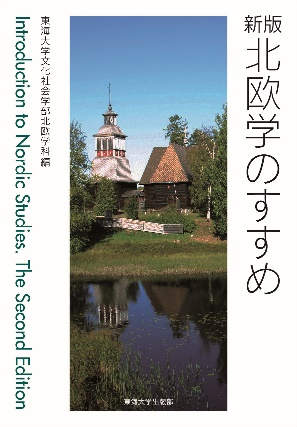 新版
北欧学のすすめ
東海大学文化社会学部北欧学科編
Introduction to Nordic Studies. The Second Edition
東海大学出版部